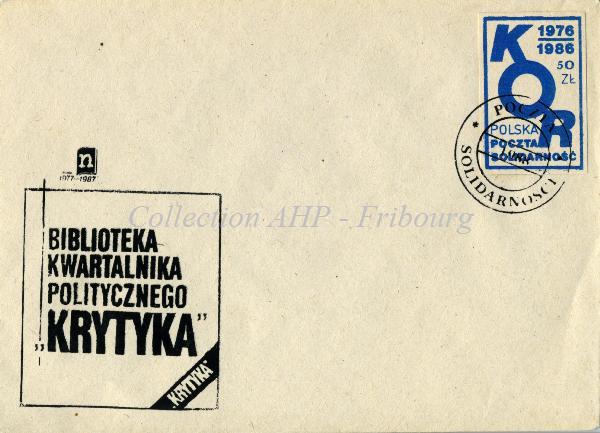 K O R
1976
1986
50
ZŁ
POLSKA
POCZTA
SOLIDARNOŚĆ
* POCZTA
SOLIDARNOŚCI
n
1977-1987
Collection AHP - Fribourg
BIBLIOTEKA
KWARTALNIKA
POLITYCZNEGO
„KRYTYKA”
„KRYTYKA”